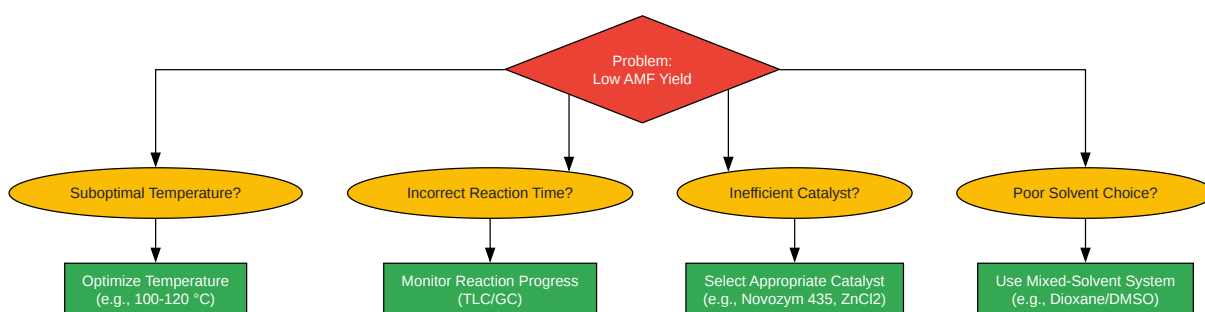 Problem:
Low AMF Yield
Suboptimal Temperature?
Incorrect Reaction Time?
Inefficient Catalyst?
Poor Solvent Choice?
Optimize Temperature
(e.g., 100-120 °C)
Monitor Reaction Progress
(TLC/GC)
Select Appropriate Catalyst
(e.g., Novozym 435, ZnCl2)
Use Mixed-Solvent System
(e.g., Dioxane/DMSO)